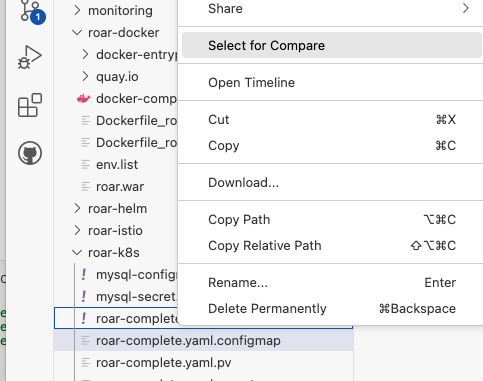 monitoring
roar-docker
docker-entryp
quay.io
docker-comp
Dockerfile_ro
Dockerfile_ro
env.list
roar.war
roar-helm
roar-istio
roar-k8s
mysql-config
mysql-secret.
roar-complete.
roar-complete.yaml.configmap
roar-complete.yaml.pv
1
Share
Select for Compare
Open Timeline
Cut ⌘X
Copy ⌘C
Download...
Copy Path ⌥⌘C
Copy Relative Path ⇧⌥⌘C
Rename... Enter
Delete Permanently ⌘Backspace